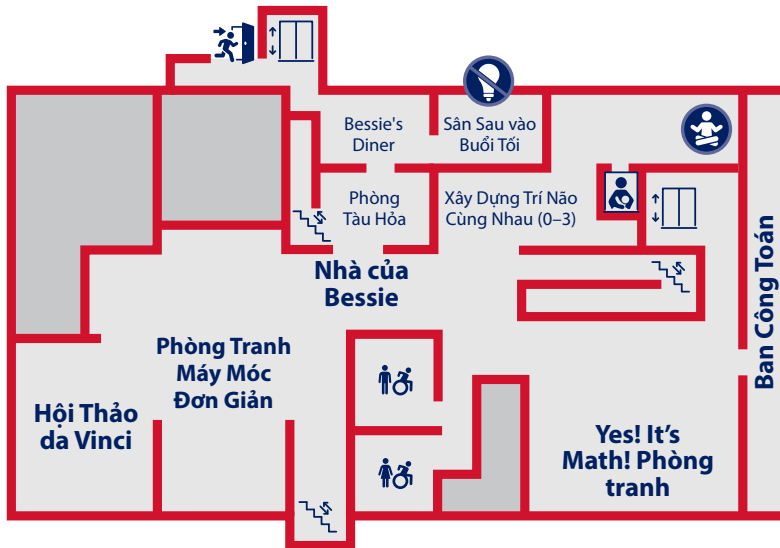 Bessie's
Diner
Sân Sau vào
Buổi Tối
Phòng
Tàu Hỏa
Xây Dựng Trí Não
Cùng Nhau (0–3)
Nhà của
Bessie
Phòng Tranh
Máy Móc
Đơn Giản
Hội Thảo
da Vinci
Yes! It's
Math! Phòng
tranh
Ban Công Toán